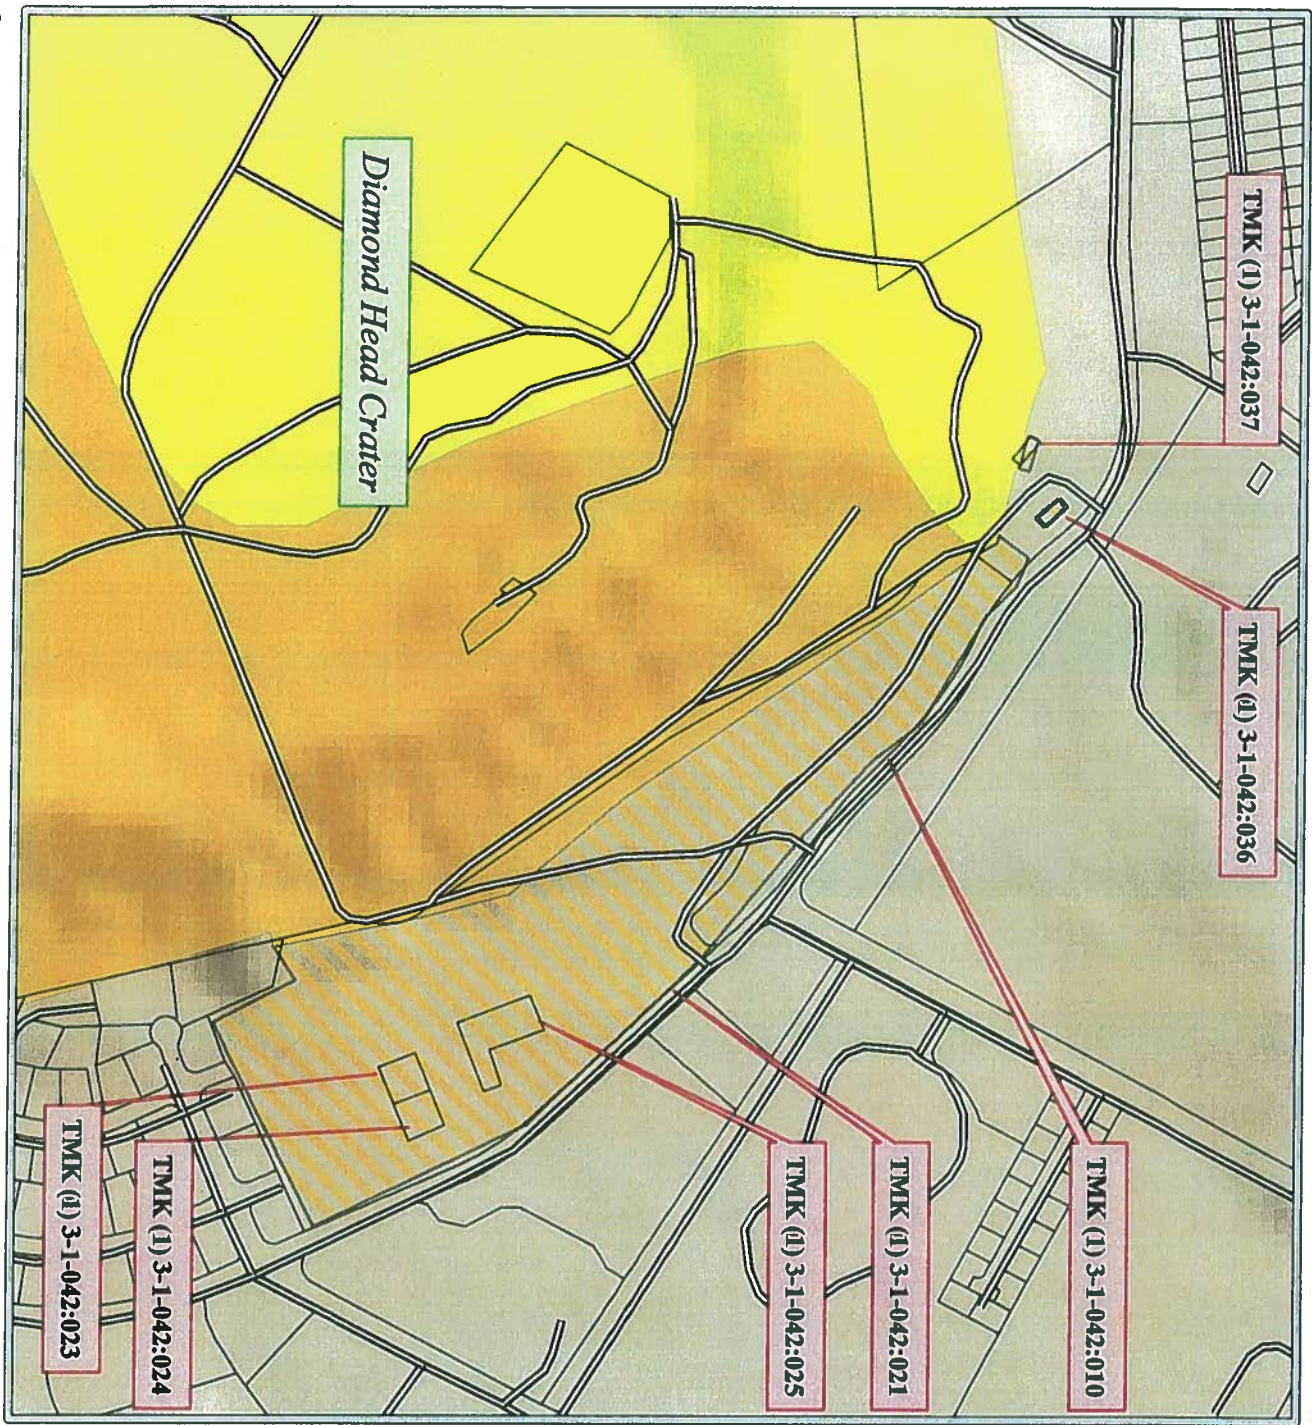 TMK (1) 3-1-042:037
TMK (1) 3-1-042:036
Diamond Head Crater
TMK (1) 3-1-042:010
TMK (1) 3-1-042:021
TMK (1) 3-1-042:025
TMK (1) 3-1-042:024
TMK (1) 3-1-042:023